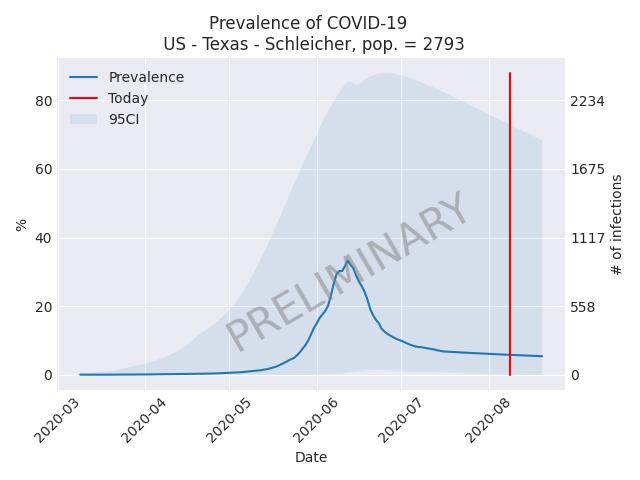 Prevalence of COVID-19
US - Texas - Schleicher, pop. = 2793
Prevalence
Today
95CI
80
60
40
20
0
%
2234
1675
1117
558
0
# of infections
PRELIMINARY
2020-03
2020-04
2020-05
2020-06
2020-07
2020-08
Date